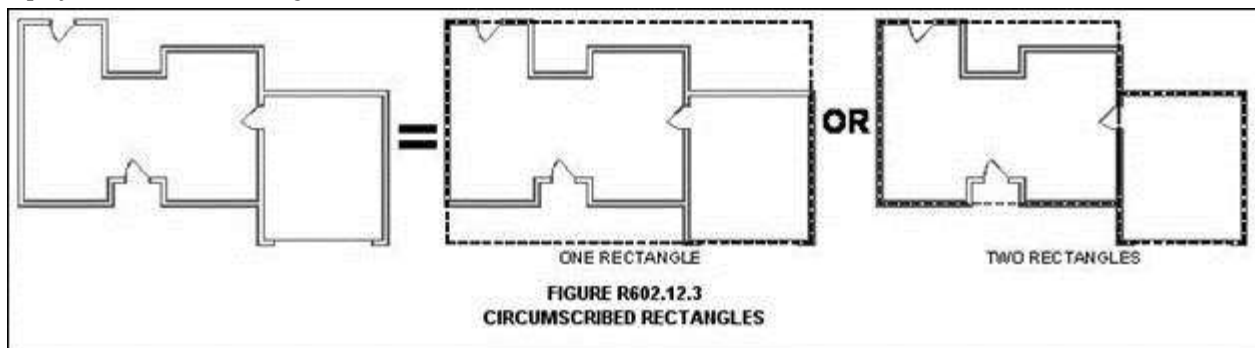 OR
ONE RECTANGLE
TWO RECTANGLES
FIGURE R602.12.3
CIRCUMSCRIBED RECTANGLES